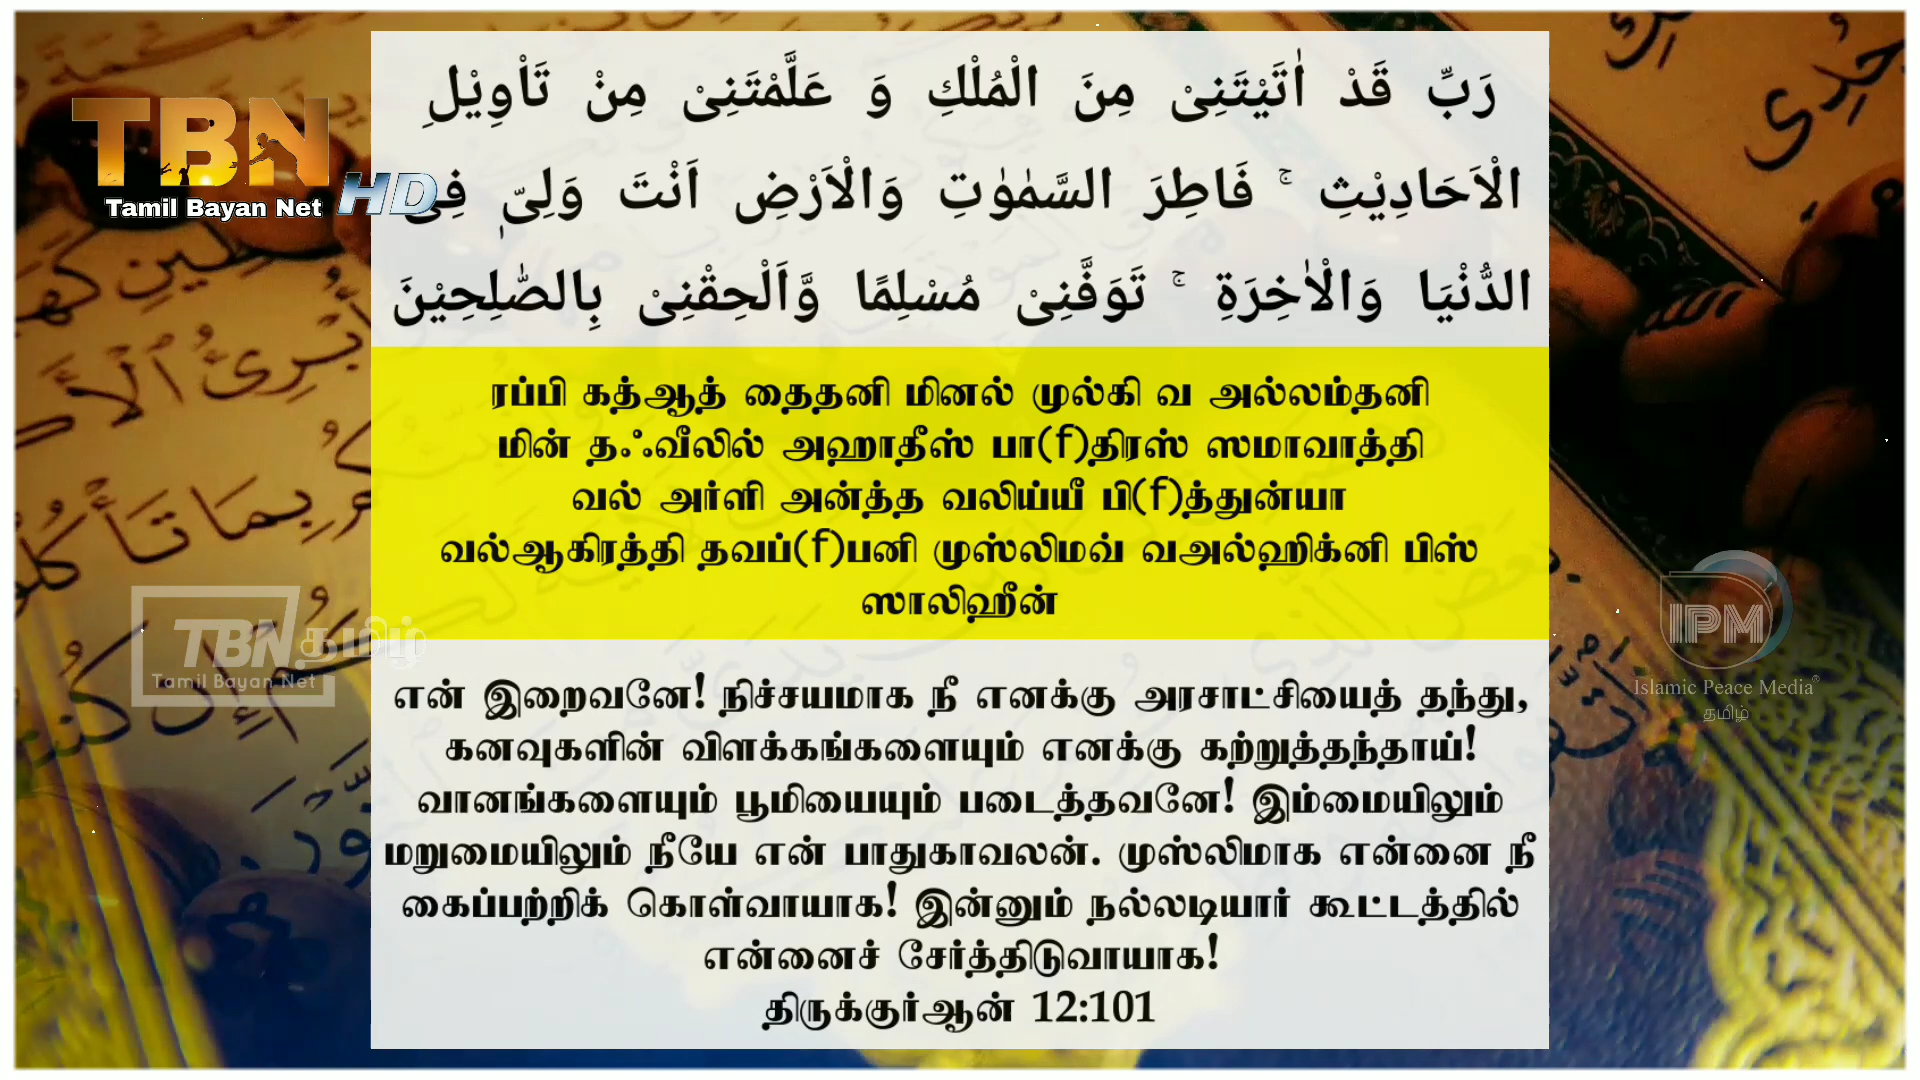 رَبِّ قَدْ اٰتَيْتَنِىْ مِنَ الْمُلْكِ وَ عَلَّمْتَنِىْ مِنْ تَاْوِيْلِ
الْاَحَادِيْثِ ۚ فَاطِرَ السَّمٰوٰتِ وَالْاَرْضِ اَنْتَ وَلِىّٖ فِى
الدُّنْيَا وَالْاٰخِرَةِ ۚ تَوَفَّنِىْ مُسْلِمًا وَّاَلْحِقْنِىْ بِالصّٰلِحِيْنَ
TBN HD
Tamil Bayan Net
ரப்பி கத்ஆத் தைதனி மினல் முல்கி வ அல்லம்தனி
மின் தஃவீலில் அஹாதீஸ் பா(f)திரஸ் ஸமாவாத்தி
வல் அர்ளி அன்த்த வலிய்யீ பி(f)த்துன்யா
வல்ஆகிரத்தி தவப்(f)பனி முஸ்லிமவ் வஅல்ஹிக்னி பிஸ்
ஸாலிஹீன்
என் இறைவனே! நிச்சயமாக நீ எனக்கு அரசாட்சியைத் தந்து,
கனவுகளின் விளக்கங்களையும் எனக்கு கற்றுத்தந்தாய்!
வானங்களையும் பூமியையும் படைத்தவனே! இம்மையிலும்
மறுமையிலும் நீயே என் பாதுகாவலன். முஸ்லிமாக என்னை நீ
கைப்பற்றிக் கொள்வாயாக! இன்னும் நல்லடியார் கூட்டத்தில்
என்னைச் சேர்த்திடுவாயாக!
திருக்குர்ஆன் 12:101
TBN தமிழ்
Tamil Bayan Net
IPM
Islamic Peace Media®
தமிழ்